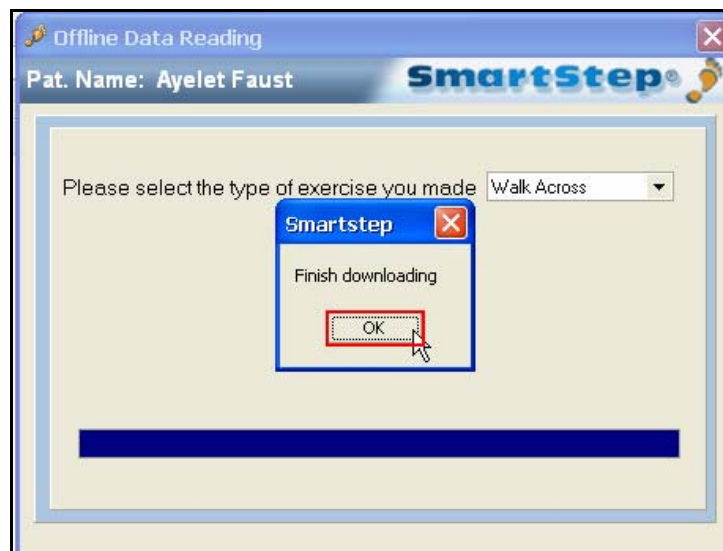 Offline Data Reading
Pat. Name: Ayelet Faust
SmartStep®
Please select the type of exercise you made Walk Across
Smartstep
Finish downloading
OK